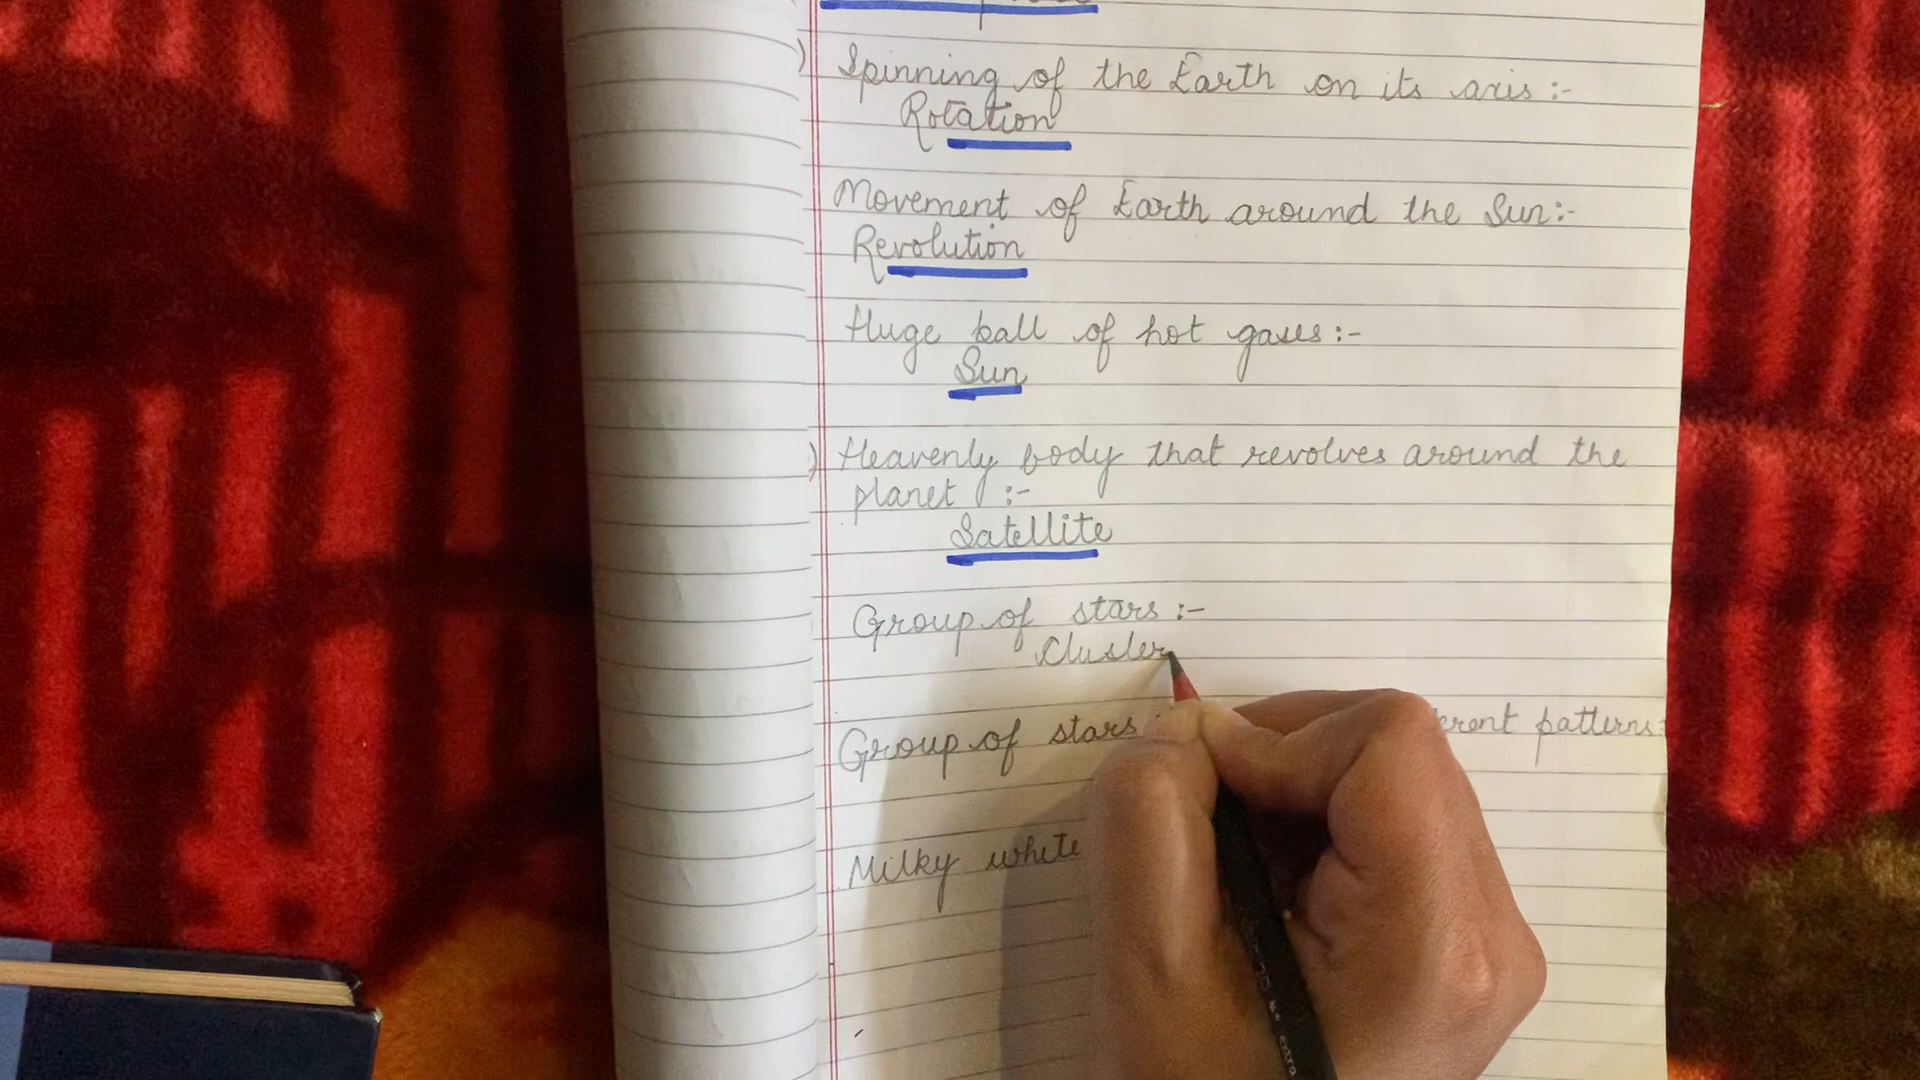 ) Spinning of the Earth on its axis :-
Rotation
Movement of Earth around the Sun:-
Revolution
Huge ball of hot gases :-
Sun
) Heavenly body that revolves around the
planet :-
Satellite
Group of stars :-
Cluster
Group of stars patterns:
Milky white
extra